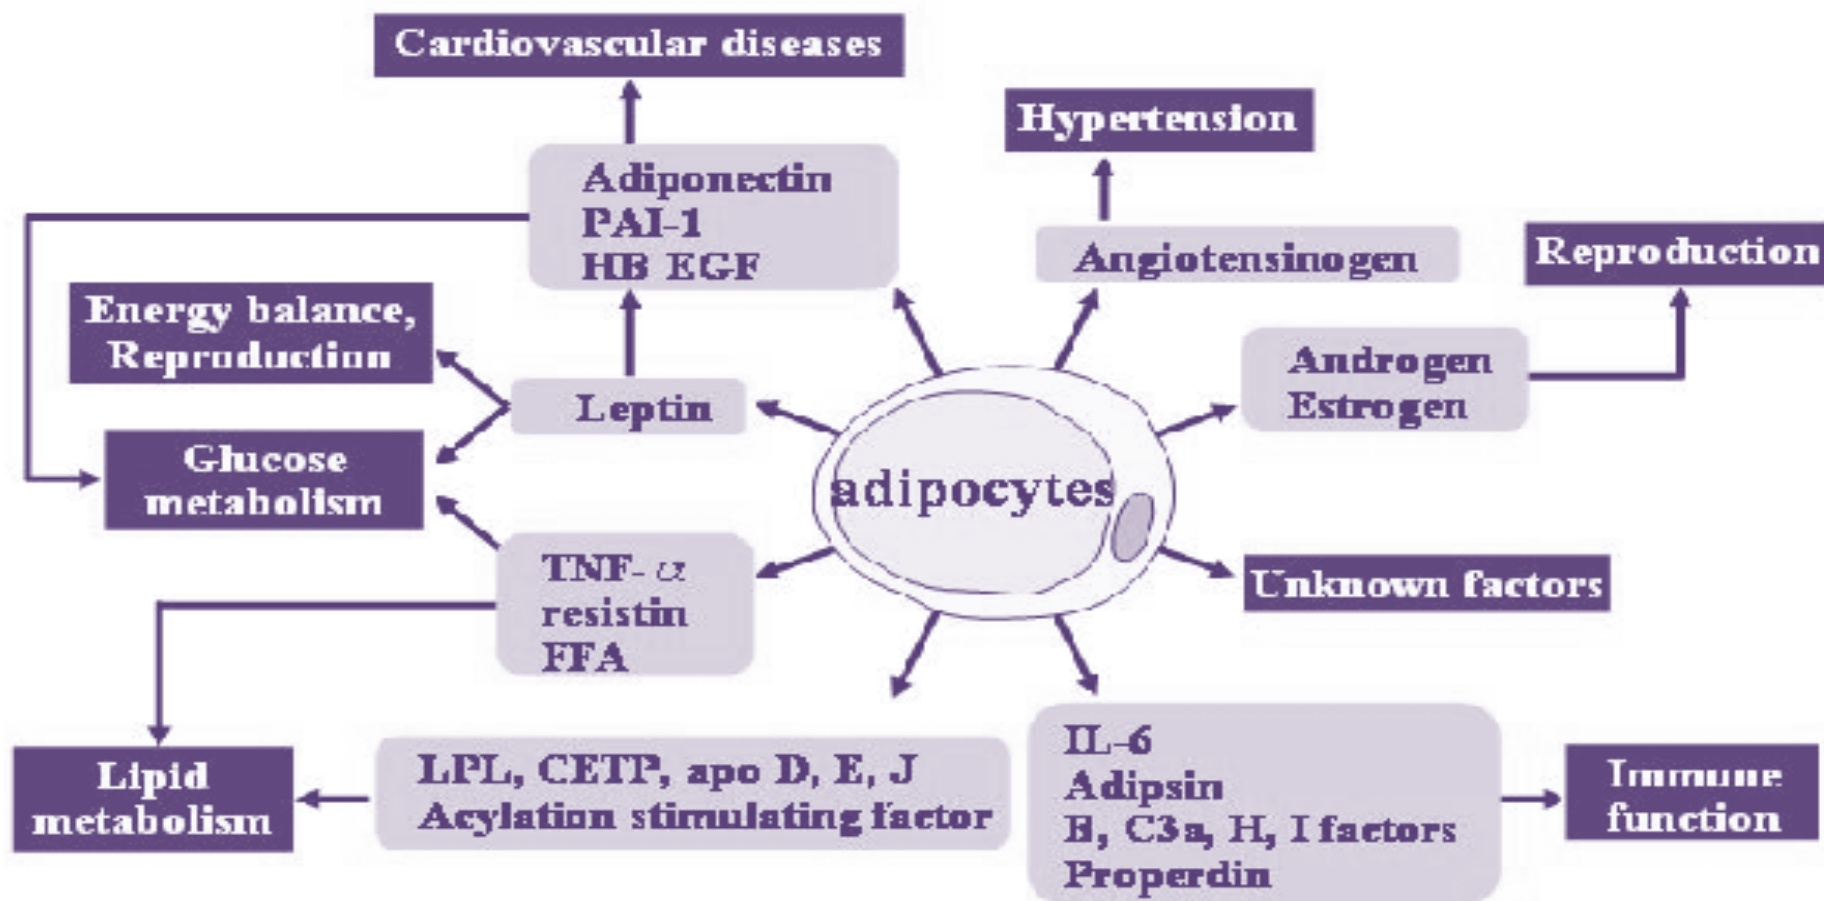 Cardiovascular diseases
Hypertension
Adiponectin
PAI-1
HB EGF
Angiotensinogen
Reproduction
Energy balance,
Reproduction
Androgen
Estrogen
Leptin
Glucose
metabolism
adipocytes
TNF-α
resistin
FFA
Unknown factors
Lipid
metabolism
LPL, CETP, apo D, E, J
Acylation stimulating factor
IL-6
Adipsin
B, C3a, H, I factors
Properdin
Immune
function